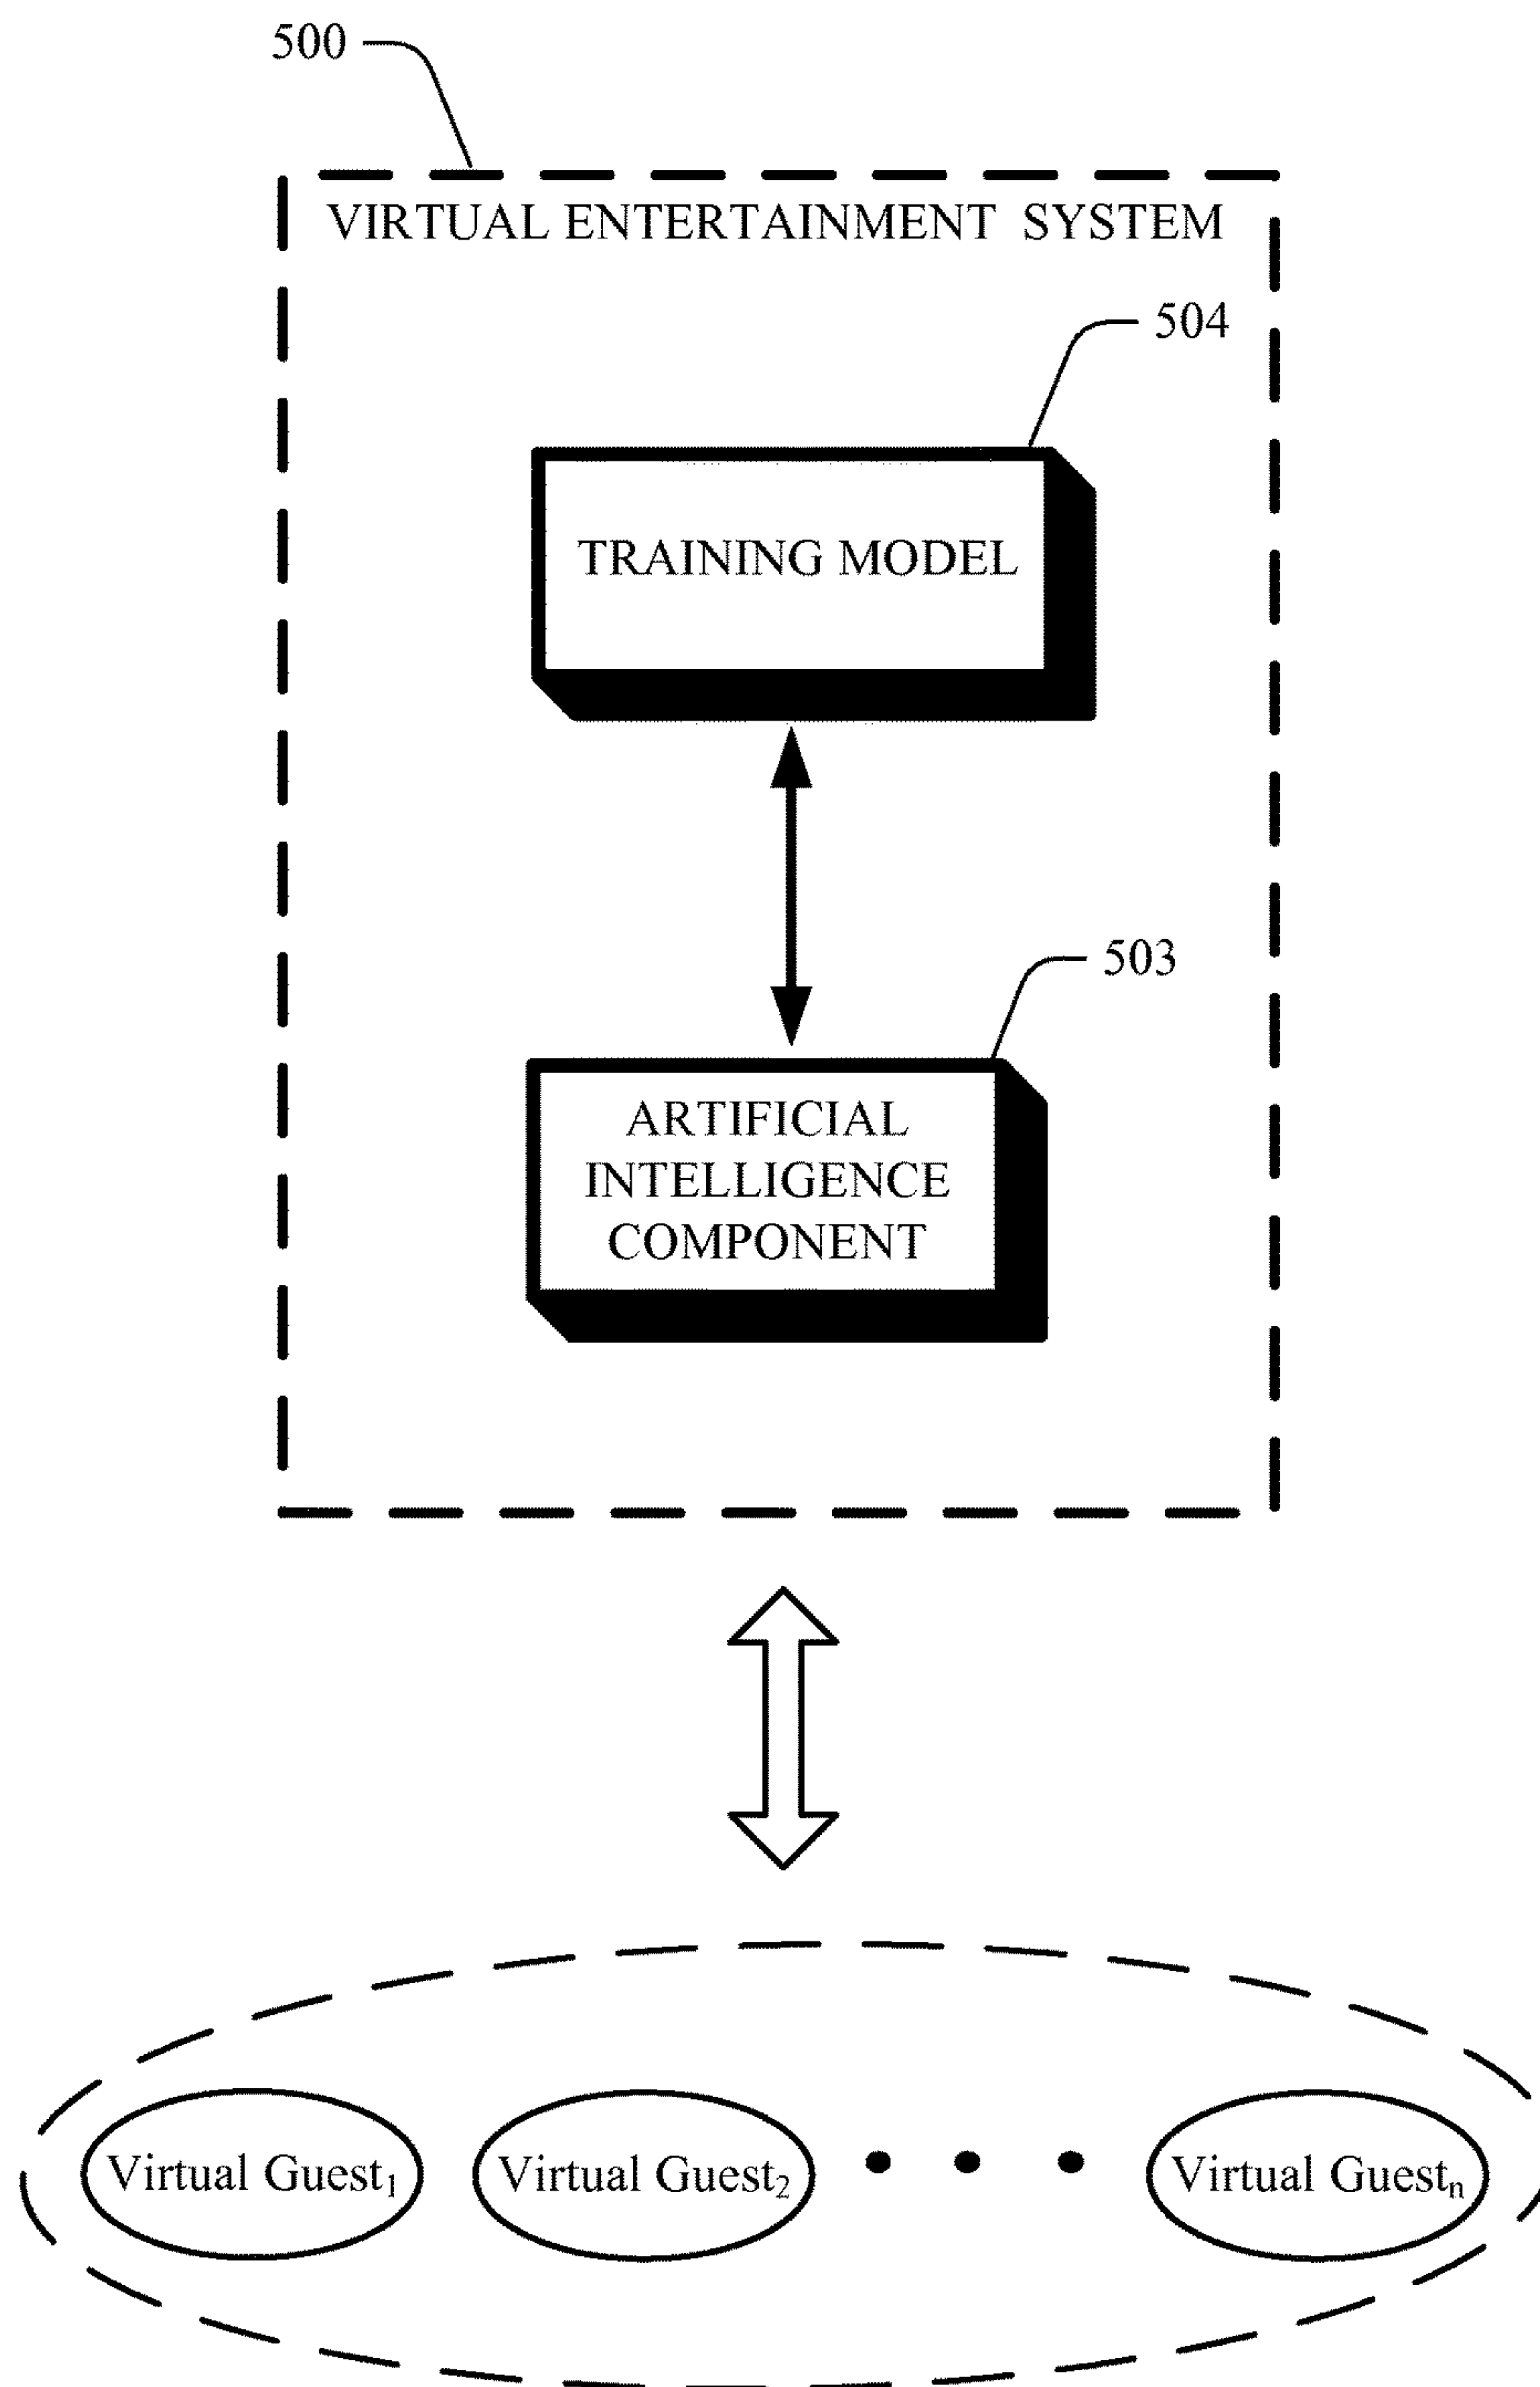 500
VIRTUAL ENTERTAINMENT SYSTEM
504
TRAINING MODEL
503
ARTIFICIAL
INTELLIGENCE
COMPONENT
Virtual Guest₁
Virtual Guest₂
Virtual Guestₙ